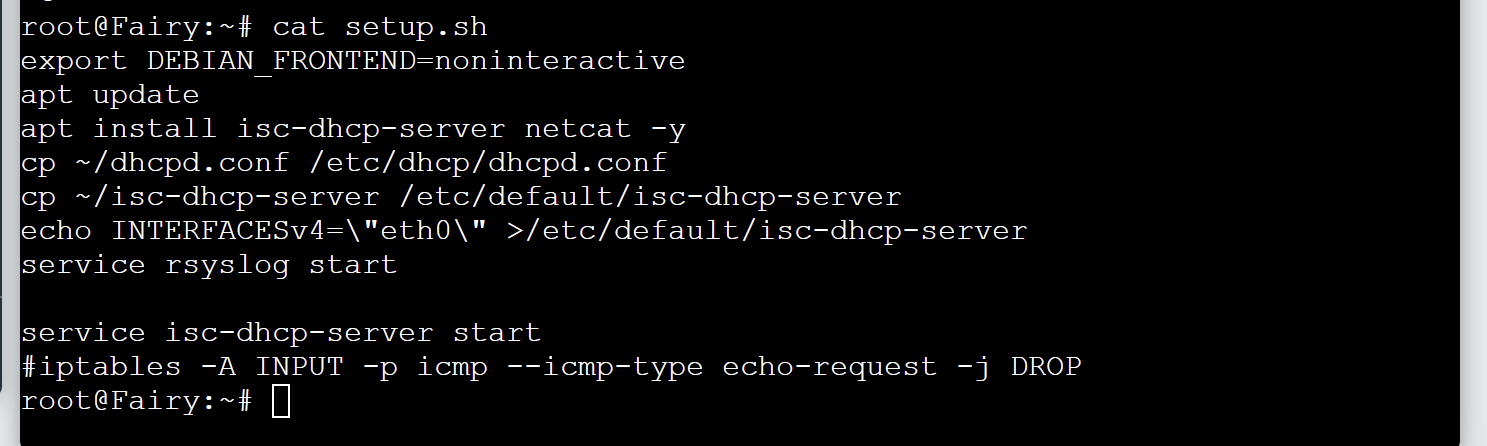 root@Fairy:~# cat setup.sh
export DEBIAN_FRONTEND=noninteractive
apt update
apt install isc-dhcp-server netcat -y
cp ~/dhcpd.conf /etc/dhcp/dhcpd.conf
cp ~/isc-dhcp-server /etc/default/isc-dhcp-server
echo INTERFACESv4=\"eth0\" >/etc/default/isc-dhcp-server
service rsyslog start
service isc-dhcp-server start
#iptables -A INPUT -p icmp --icmp-type echo-request -j DROP
root@Fairy:~#